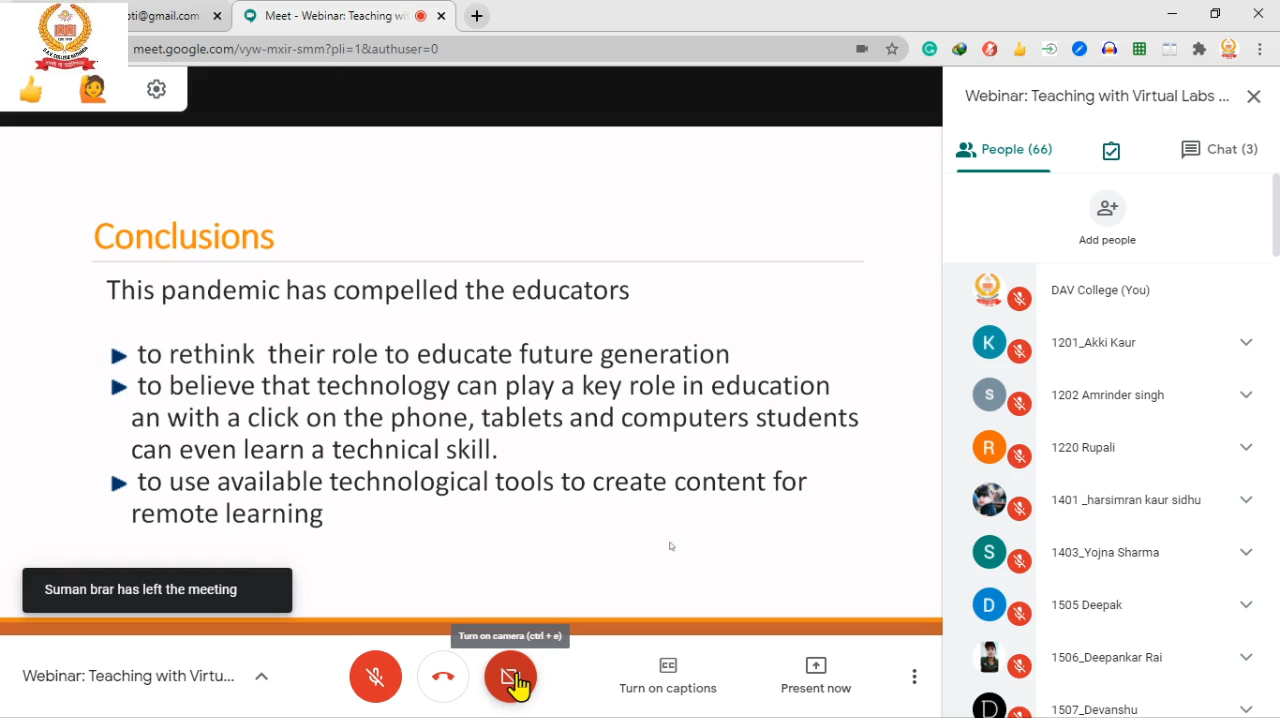 oti@gmail.com
Meet - Webinar: Teaching wit
meet.google.com/vyw-mxir-smm?pli=1&authuser=0
Webinar: Teaching with Virtual Labs ...
People (66)
Chat (3)
Add people
DAV College (You)
K
1201_Akki Kaur
S
1202 Amrinder singh
R
1220 Rupali
1401 _harsimran kaur sidhu
S
1403_Yojna Sharma
D
1505 Deepak
1506_Deepankar Rai
D
1507_Devanshu
Conclusions
This pandemic has compelled the educators
to rethink their role to educate future generation
to believe that technology can play a key role in education
an with a click on the phone, tablets and computers students
can even learn a technical skill.
to use available technological tools to create content for
remote learning
Suman brar has left the meeting
Turn on camera (ctrl + e)
Webinar: Teaching with Virtu...
CC
Turn on captions
Present now